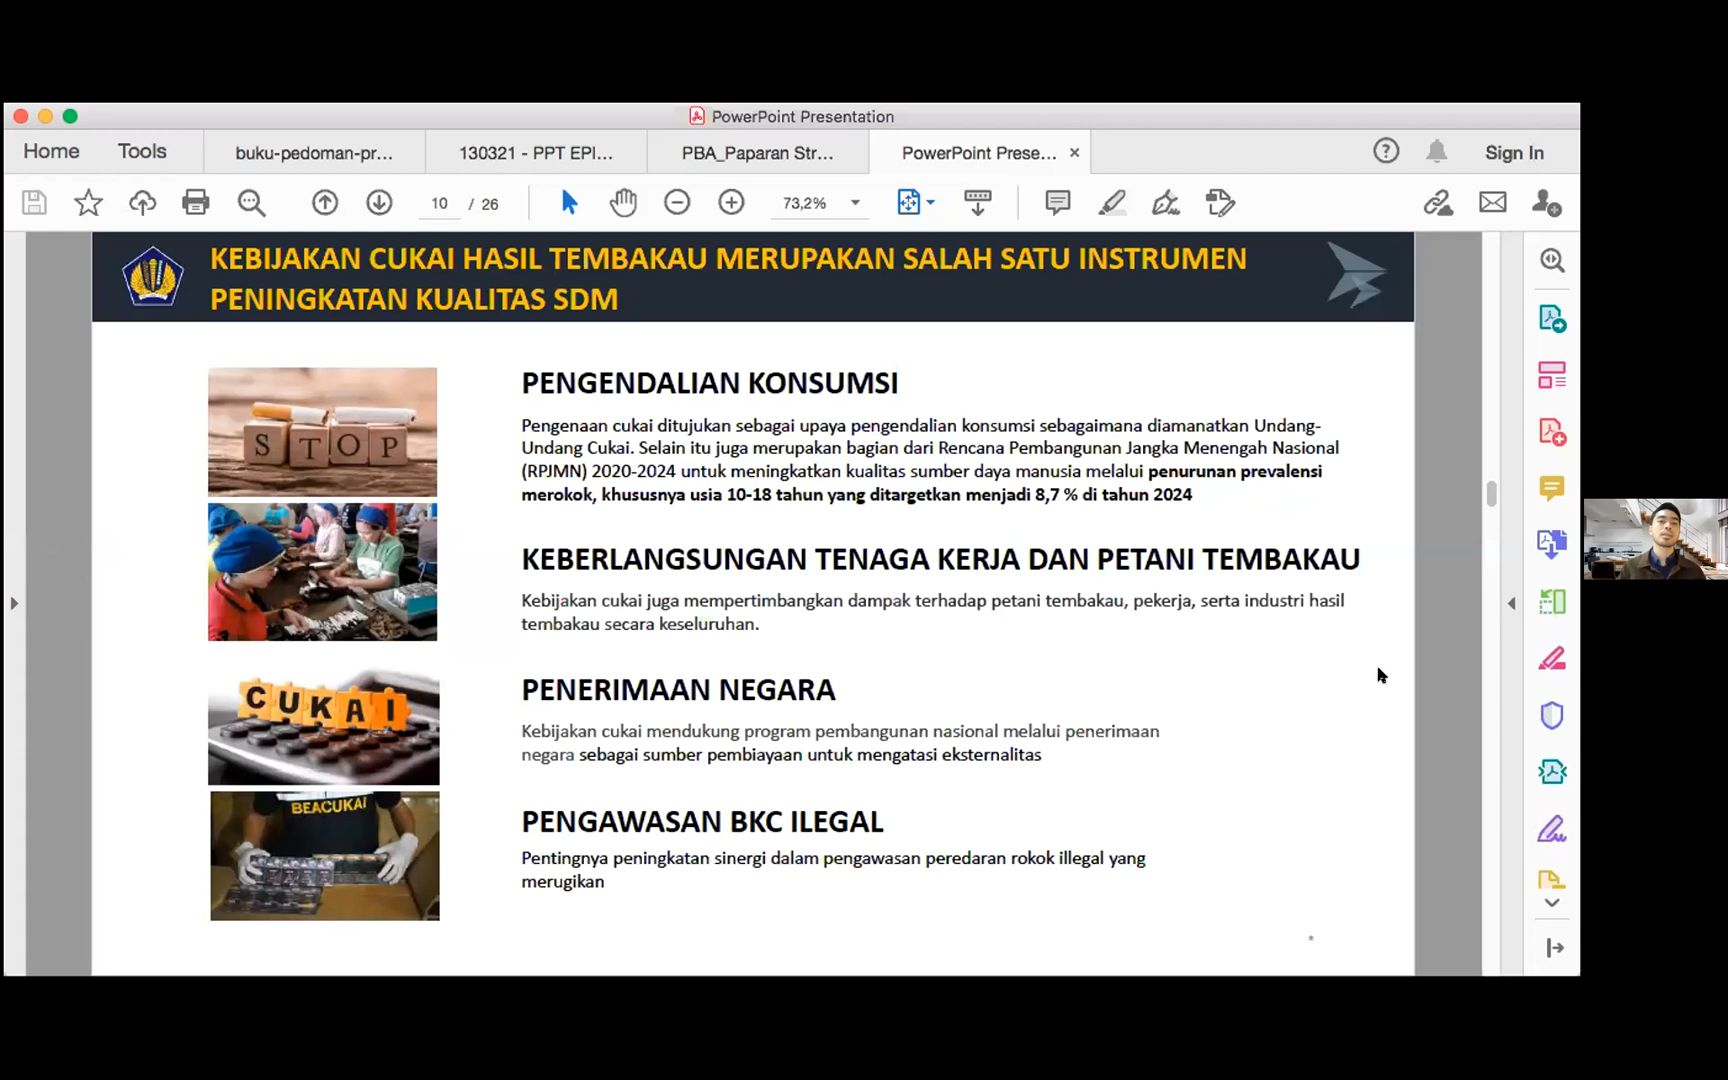 PowerPoint Presentation
Home
Tools
buku-pedoman-pr...
130321 - PPT EPI...
PBA_Paparan Str...
PowerPoint Prese...
Sign In
10 / 26
73,2%
KEBIJAKAN CUKAI HASIL TEMBAKAU MERUPAKAN SALAH SATU INSTRUMEN
PENINGKATAN KUALITAS SDM
STOP
PENGENDALIAN KONSUMSI
Pengenaan cukai ditujukan sebagai upaya pengendalian konsumsi sebagaimana diamanatkan Undang-
Undang Cukai. Selain itu juga merupakan bagian dari Rencana Pembangunan Jangka Menengah Nasional
(RPJMN) 2020-2024 untuk meningkatkan kualitas sumber daya manusia melalui penurunan prevalensi
merokok, khususnya usia 10-18 tahun yang ditargetkan menjadi 8,7 % di tahun 2024
KEBERLANGSUNGAN TENAGA KERJA DAN PETANI TEMBAKAU
Kebijakan cukai juga mempertimbangkan dampak terhadap petani tembakau, pekerja, serta industri hasil
tembakau secara keseluruhan.
CUKAI
PENERIMAAN NEGARA
Kebijakan cukai mendukung program pembangunan nasional melalui penerimaan
negara sebagai sumber pembiayaan untuk mengatasi eksternalitas
BEACUKAI
PENGAWASAN BKC ILEGAL
Pentingnya peningkatan sinergi dalam pengawasan peredaran rokok illegal yang
merugikan
*